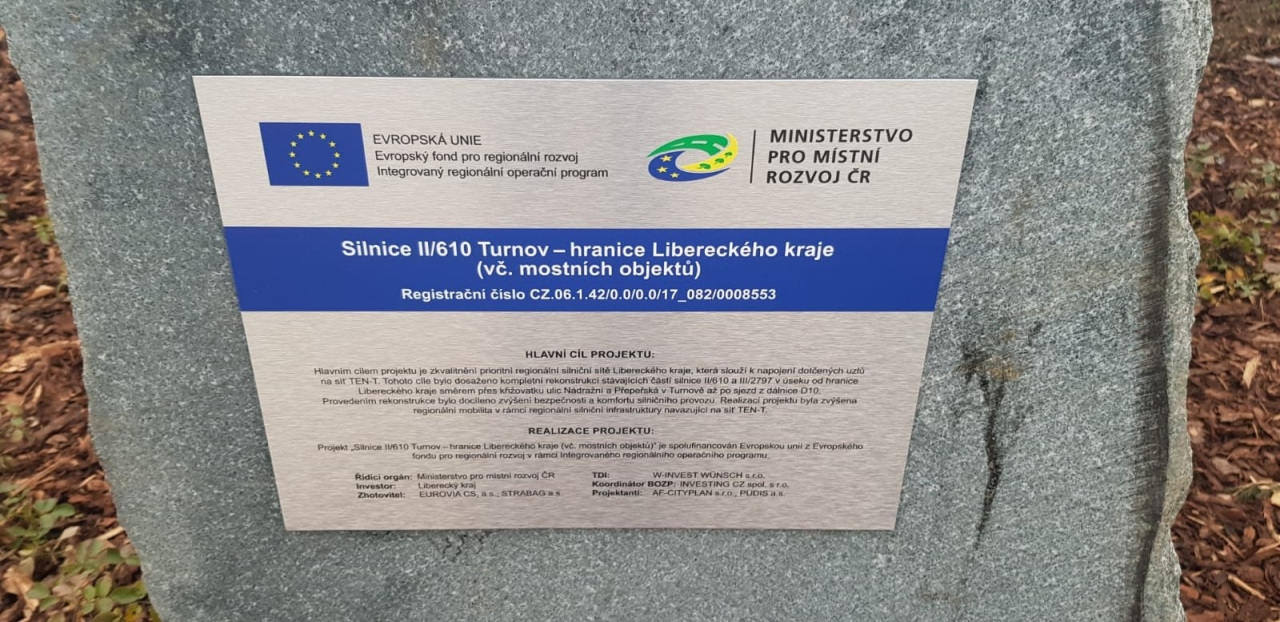 EVROPSKÁ UNIE
Evropský fond pro regionální rozvoj
Integrovaný regionální operační program
MINISTERSTVO
PRO MÍSTNÍ
ROZVOJ ČR
Silnice II/610 Turnov – hranice Libereckého kraje
(vč. mostních objektů)
Registrační číslo CZ.06.1.42/0.0/0.0/17_082/0008553
HLAVNÍ CÍL PROJEKTU:
Hlavním cílem projektu je zkvalitnění prioritní regionální silniční sítě Libereckého kraje, která slouží k napojení dotčených uzlů
na síť TEN-T. Tohoto cíle bylo dosaženo kompletní rekonstrukcí stávajících částí silnice II/610 a III/2797 v úseku od hranice
Libereckého kraje směrem přes křižovatku ulic Nádražní a Přepeřská v Turnově až po sjezd z dálnice D10.
Provedením rekonstrukce bylo docíleno zvýšení bezpečnosti a komfortu silničního provozu. Realizací projektu byla zvýšena
regionální mobilita v rámci regionální silniční infrastruktury navazující na síť TEN-T.
REALIZACE PROJEKTU:
Projekt „Silnice II/610 Turnov – hranice Libereckého kraje (vč. mostních objektů)" je spolufinancován Evropskou unií z Evropského
fondu pro regionální rozvoj v rámci Integrovaného regionálního operačního programu.
Řídící orgán: Ministerstvo pro místní rozvoj ČR
Investor: Liberecký kraj
Zhotovitel: EUROVIA CS, a.s., STRABAG a.s.
TDI: W-INVEST WÜNSCH s.r.o.
Koordinátor BOZP: INVESTING CZ spol. s r.o.
Projektanti: AF-CITYPLAN s.r.o., PUDIS a.s.